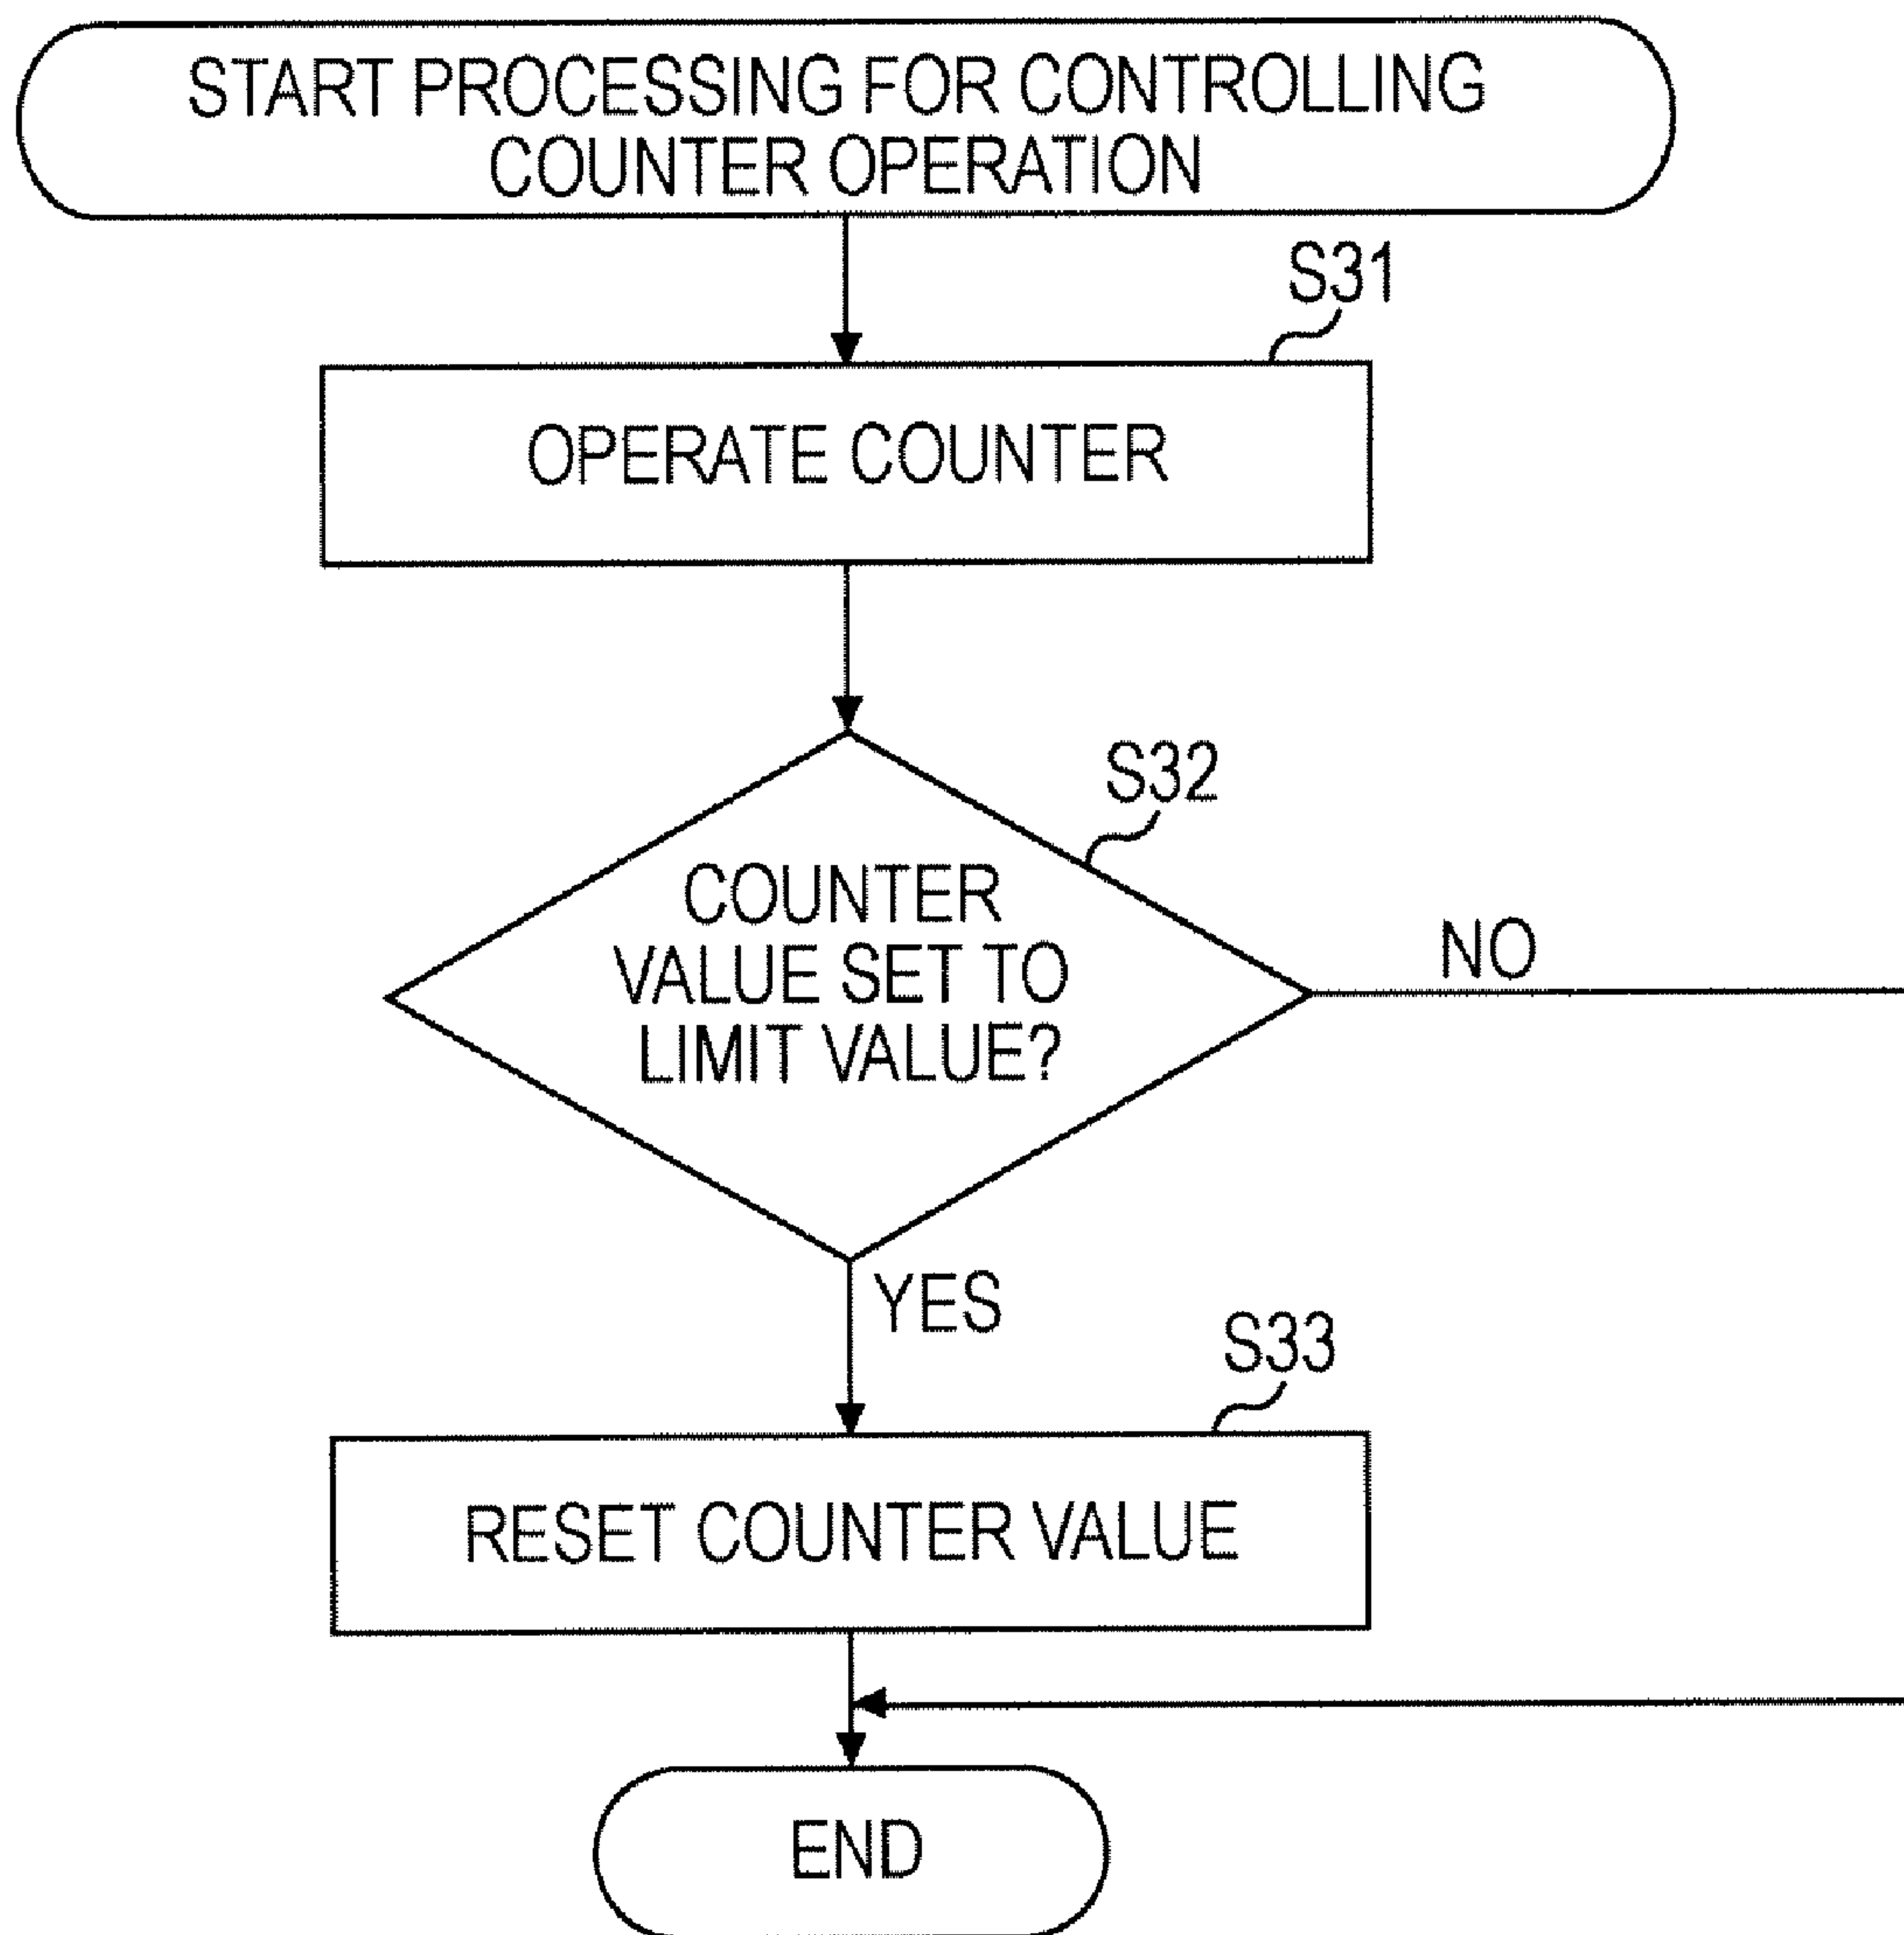 START PROCESSING FOR CONTROLLING
COUNTER OPERATION
S31
OPERATE COUNTER
S32
COUNTER
VALUE SET TO
LIMIT VALUE?
NO
YES
S33
RESET COUNTER VALUE
END